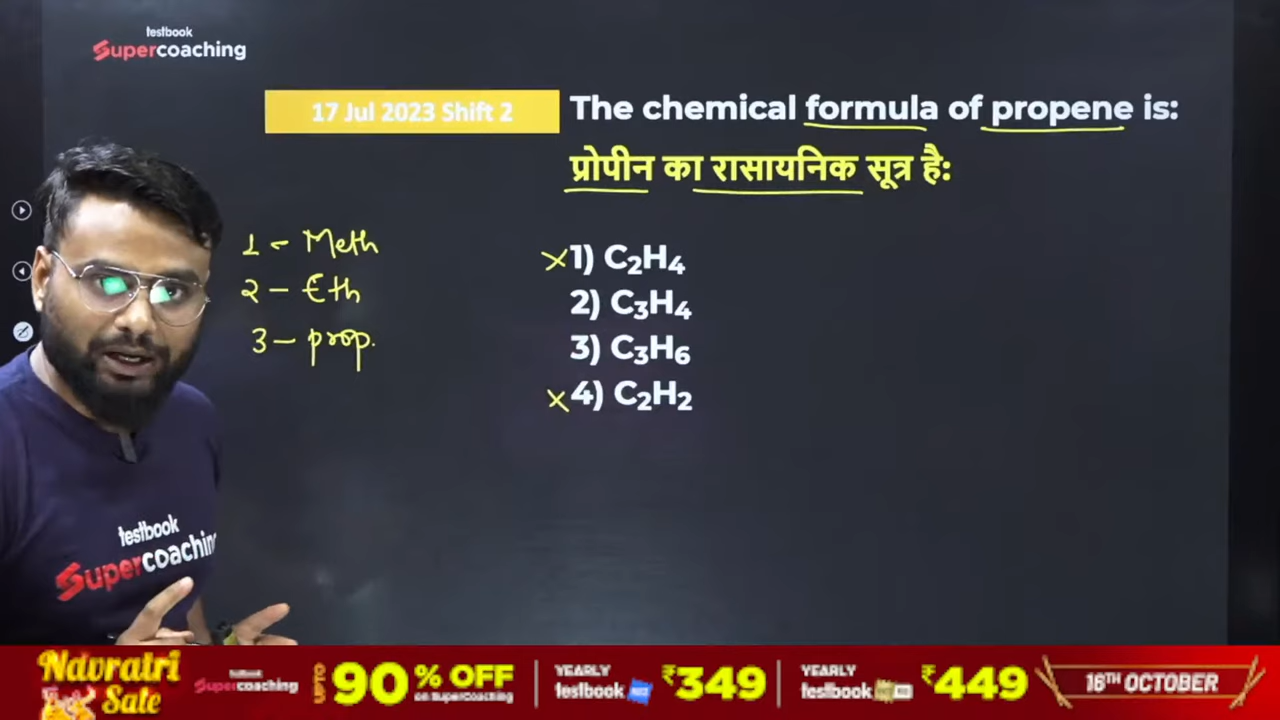 testbook
Supercoaching
17 Jul 2023 Shift 2
The chemical formula of propene is:
प्रोपीन का रासायनिक सूत्र है:
1 - Meth
2 - Eth
3 - prop.
×1) C₂H₄
2) C₃H₄
3) C₃H₆
×4) C₂H₂
testbook
Supercoaching
Navratri
Sale
testbook
Supercoaching
UPTO
90% OFF
on SuperCoaching
YEARLY
testbook
₹349
YEARLY
testbook
₹449
16TH OCTOBER